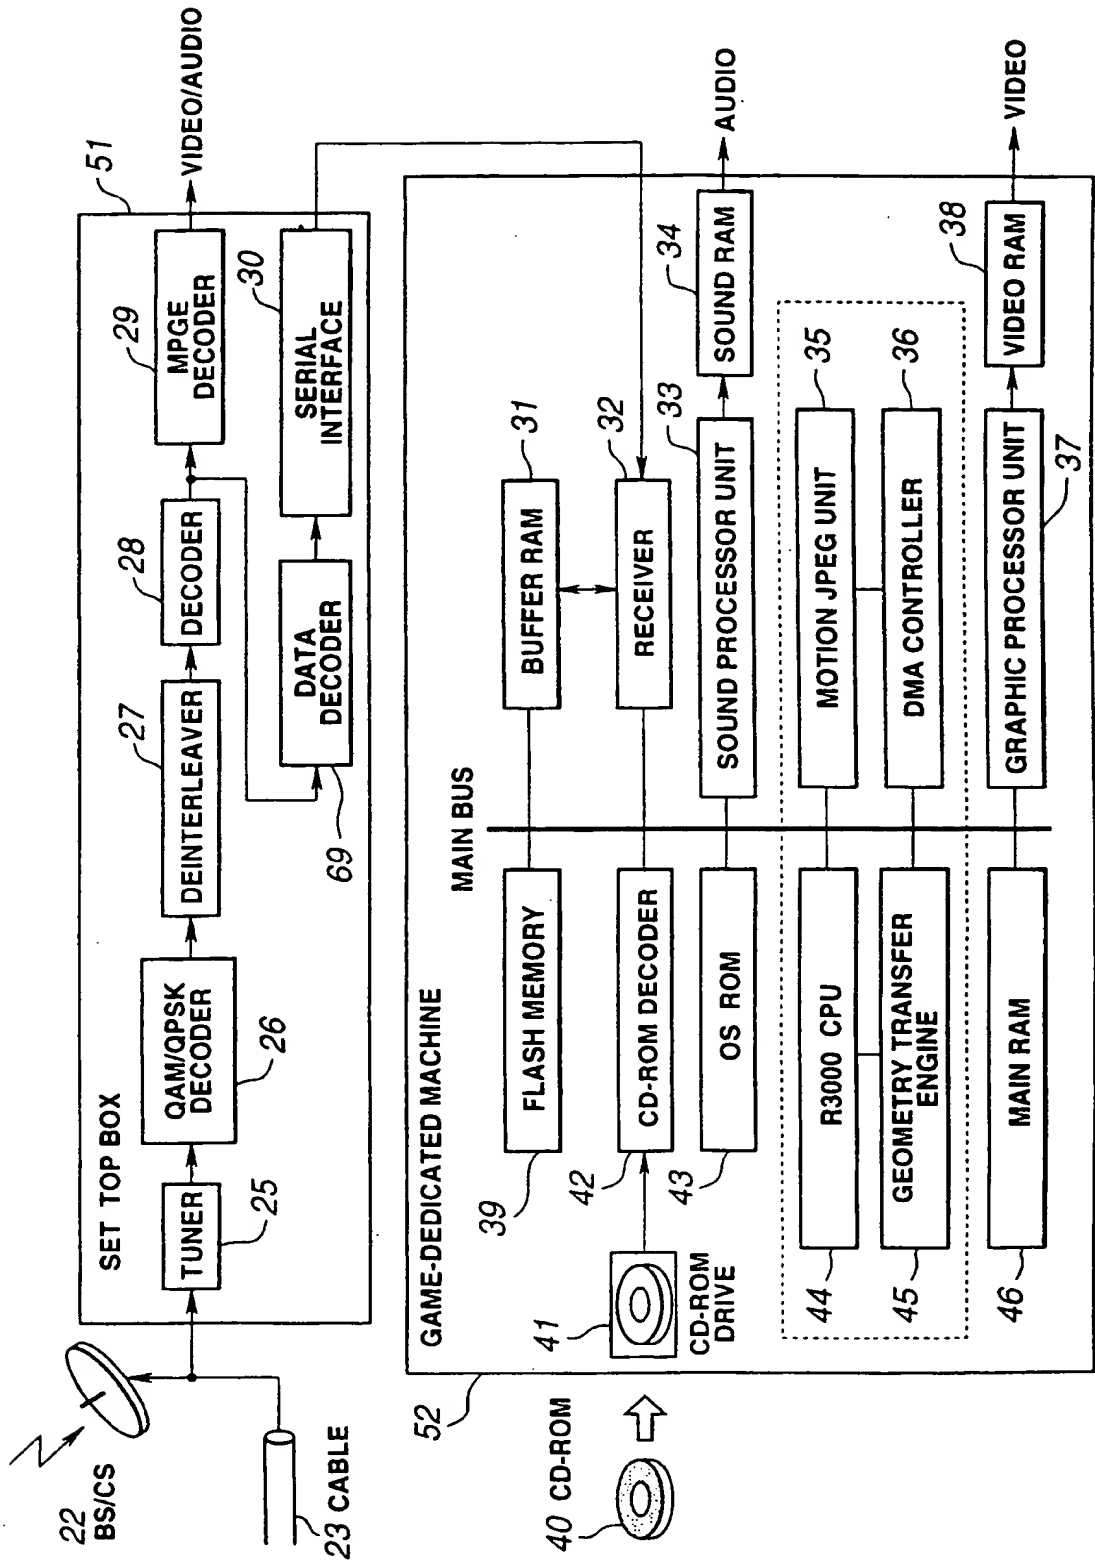 22
BS/CS
23 CABLE
SET TOP BOX
51
TUNER
25
QAM/QPSK
DECODER
26
DEINTERLEAVER
27
DECODER
28
MPGE
DECODER
29
VIDEO/AUDIO
DATA
DECODER
69
SERIAL
INTERFACE
30
GAME-DEDICATED MACHINE
52
MAIN BUS
40 CD-ROM
41
CD-ROM
DRIVE
FLASH MEMORY
39
BUFFER RAM
31
CD-ROM DECODER
42
RECEIVER
32
OS ROM
43
SOUND PROCESSOR UNIT
33
SOUND RAM
34
AUDIO
R3000 CPU
44
MOTION JPEG UNIT
35
GEOMETRY TRANSFER
ENGINE
45
DMA CONTROLLER
36
MAIN RAM
46
GRAPHIC PROCESSOR UNIT
37
VIDEO RAM
38
VIDEO